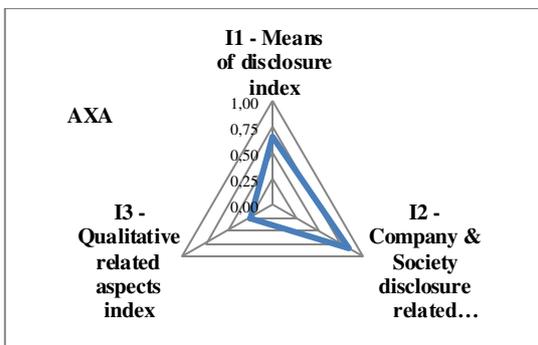 I1 - Means
of disclosure
index
AXA
1,00
0,75
0,50
0,25
0,00
I3 -
Qualitative
related
aspects
index
I2 -
Company &
Society
disclosure
related…